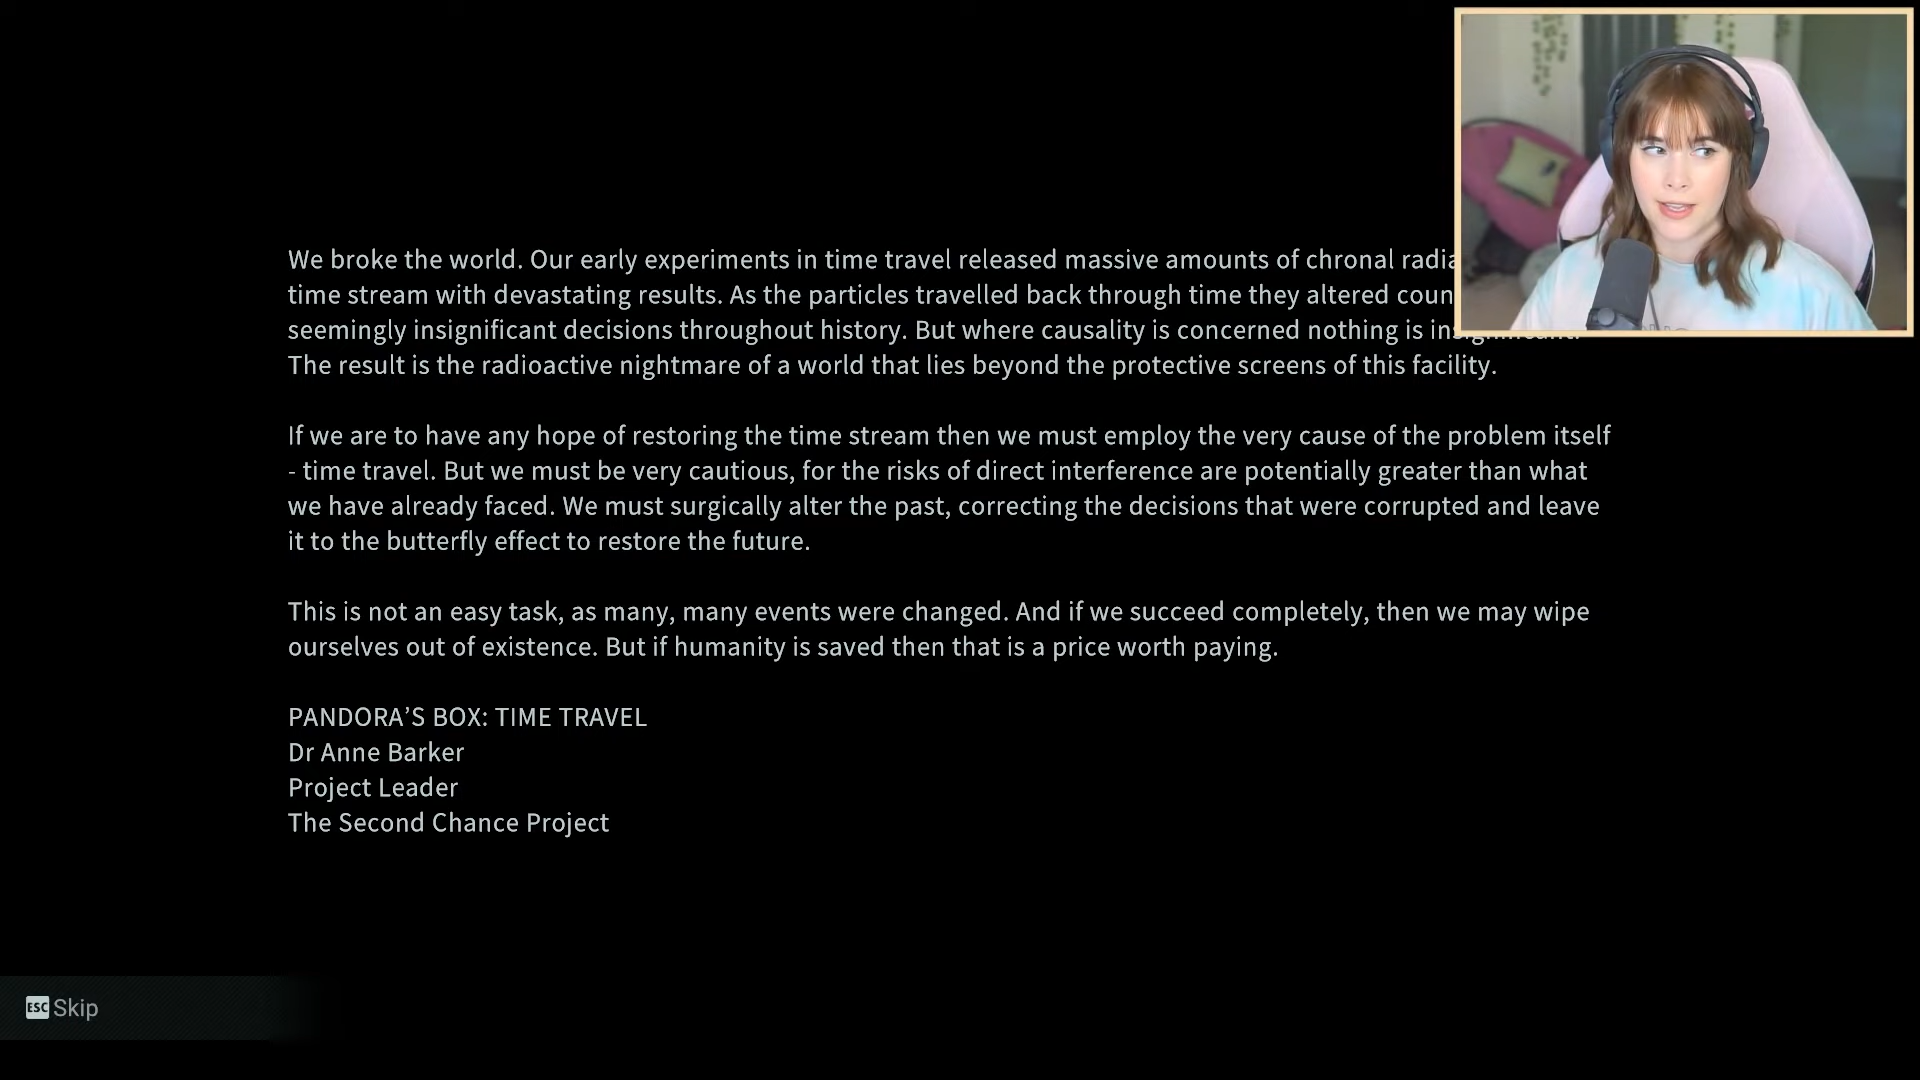 We broke the world. Our early experiments in time travel released massive amounts of chronal
time stream with devastating results. As the particles travelled back through time they altered
seemingly insignificant decisions throughout history. But where causality is concerned nothing is
The result is the radioactive nightmare of a world that lies beyond the protective screens of this facility.
If we are to have any hope of restoring the time stream then we must employ the very cause of the problem itself
- time travel. But we must be very cautious, for the risks of direct interference are potentially greater than what
we have already faced. We must surgically alter the past, correcting the decisions that were corrupted and leave
it to the butterfly effect to restore the future.
This is not an easy task, as many, many events were changed. And if we succeed completely, then we may wipe
ourselves out of existence. But if humanity is saved then that is a price worth paying.
PANDORA'S BOX: TIME TRAVEL
Dr Anne Barker
Project Leader
The Second Chance Project
ESC Skip